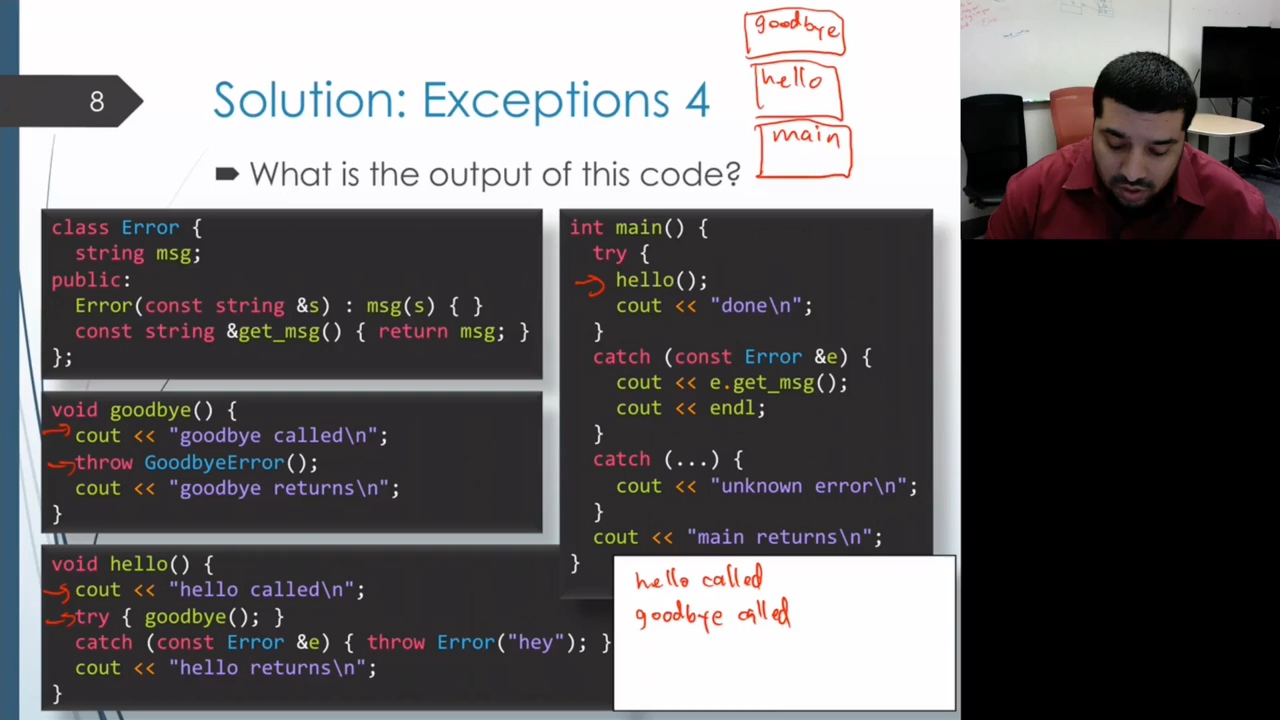 8
Solution: Exceptions 4
What is the output of this code?
goodbye
hello
main
class Error {
string msg;
public:
Error(const string &s) : msg(s) { }
const string &get_msg() { return msg; }
};
void goodbye() {
cout << "goodbye called\n";
throw GoodbyeError();
cout << "goodbye returns\n";
}
void hello() {
cout << "hello called\n";
try { goodbye(); }
catch (const Error &e) { throw Error("hey"); }
cout << "hello returns\n";
}
int main() {
try {
hello();
cout << "done\n";
}
catch (const Error &e) {
cout << e.get_msg();
cout << endl;
}
catch (...) {
cout << "unknown error\n";
}
cout << "main returns\n";
}
hello called
goodbye called